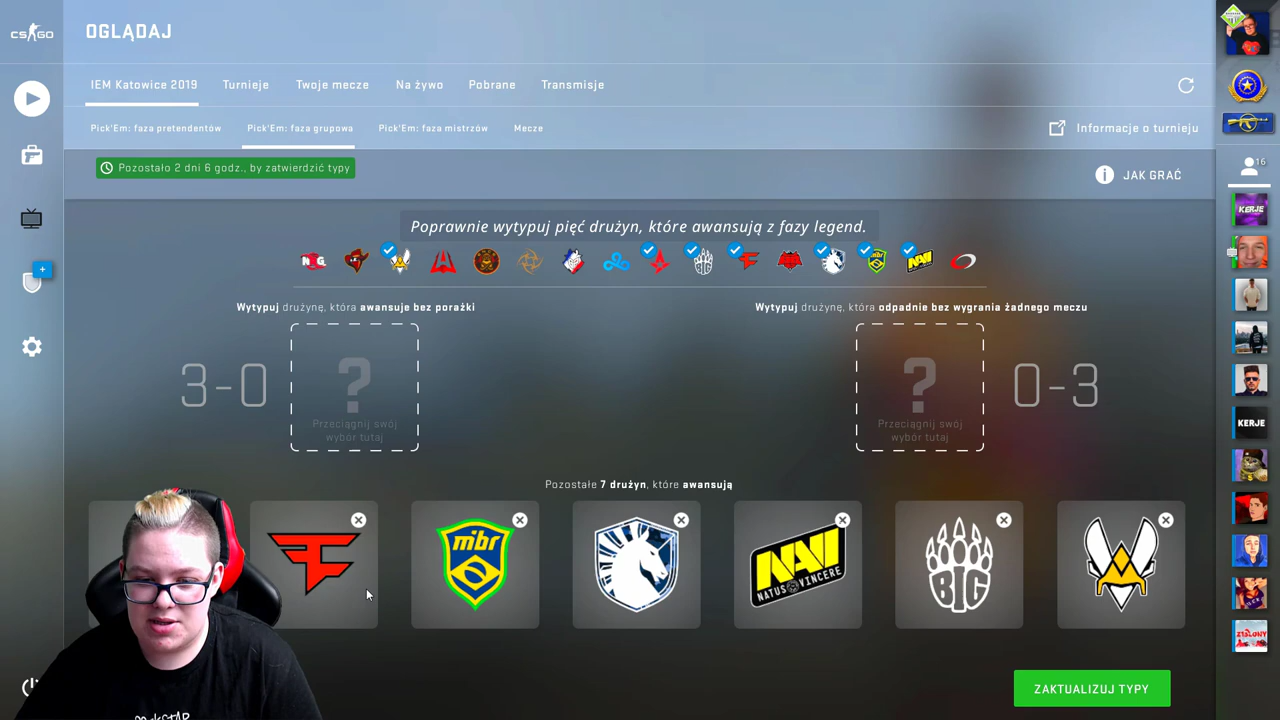 CS GO
OGLĄDAJ
IEM Katowice 2019
Turnieje
Twoje mecze
Na żywo
Pobrane
Transmisje
Pick'Em: faza pretendentów
Pick'Em: faza grupowa
Pick'Em: faza mistrzów
Mecze
Informacje o turnieju
Pozostało 2 dni 6 godz., by zatwierdzić typy
JAK GRAĆ
16
KERJE
Poprawnie wytypuj pięć drużyn, które awansują z fazy legend.
Wytypuj drużynę, która awansuje bez porażki
Wytypuj drużynę, która odpadnie bez wygrania żadnego meczu
3-0
?
Przeciągnij swój
wybór tutaj
?
Przeciągnij swój
wybór tutaj
0-3
KERJE
Pozostałe 7 drużyn, które awansują
mibr
NAVI
NATUS VINCERE
BIG
ZAKTUALIZUJ TYPY